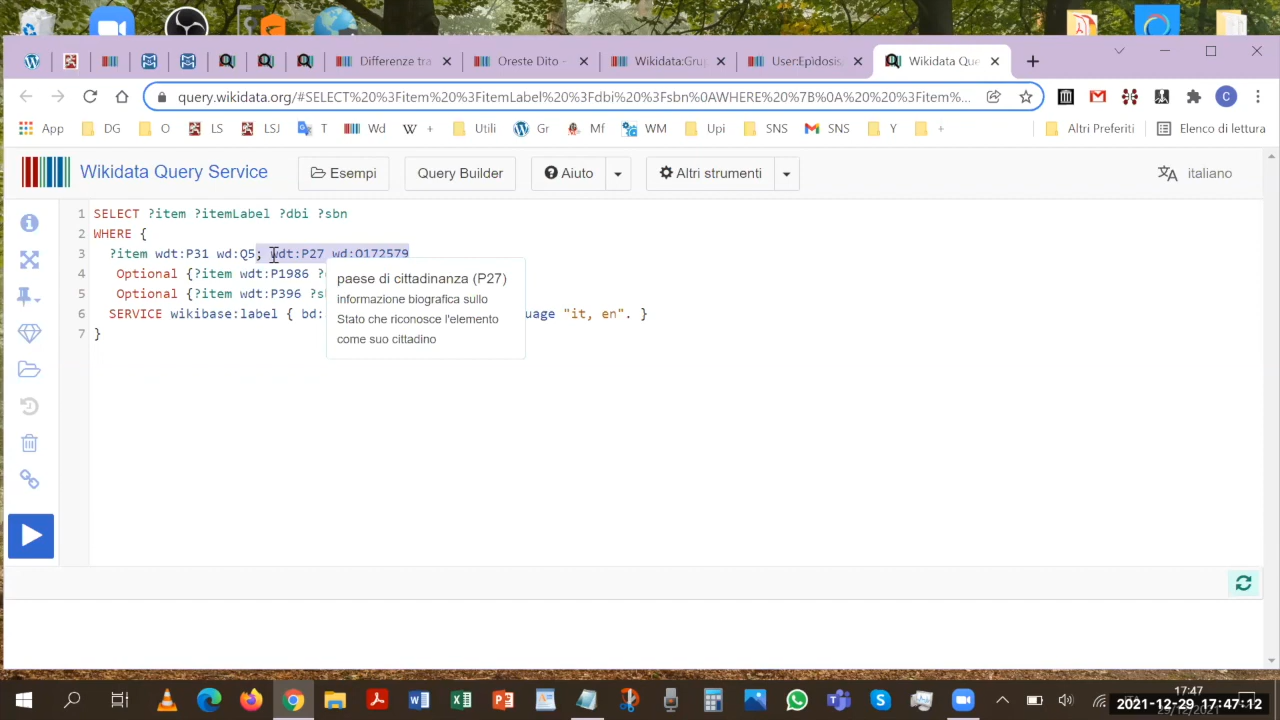 Differenze tra
Oreste Dito -
Wikidata:Gru
User:Epìdosis
Wikidata Que
query.wikidata.org/#SELECT%20%3Fitem%20%3FitemLabel%20%3Fdbi%20%3Fsbn%0AWHERE%20%7B%0A%20%20%3Fitem%...
App
DG
O
LS
LSJ
T
Wd
W
+
Utili
Gr
Mf
WM
Upi
SNS
SNS
Y
+
Altri Preferiti
Elenco di lettura
Wikidata Query Service
Esempi
Query Builder
Aiuto
Altri strumenti
italiano
1 SELECT ?item ?itemLabel ?dbi ?sbn
2 WHERE {
3 ?item wdt:P31 wd:Q5; wdt:P27 wd:Q172579
4 Optional {?item wdt:P1986 ?
5 Optional {?item wdt:P396 ?s
6 SERVICE wikibase:label { bd: guage "it, en". }
7 }
paese di cittadinanza (P27)
informazione biografica sullo
Stato che riconosce l'elemento
come suo cittadino
17:47
2021-12-29 17:47:12